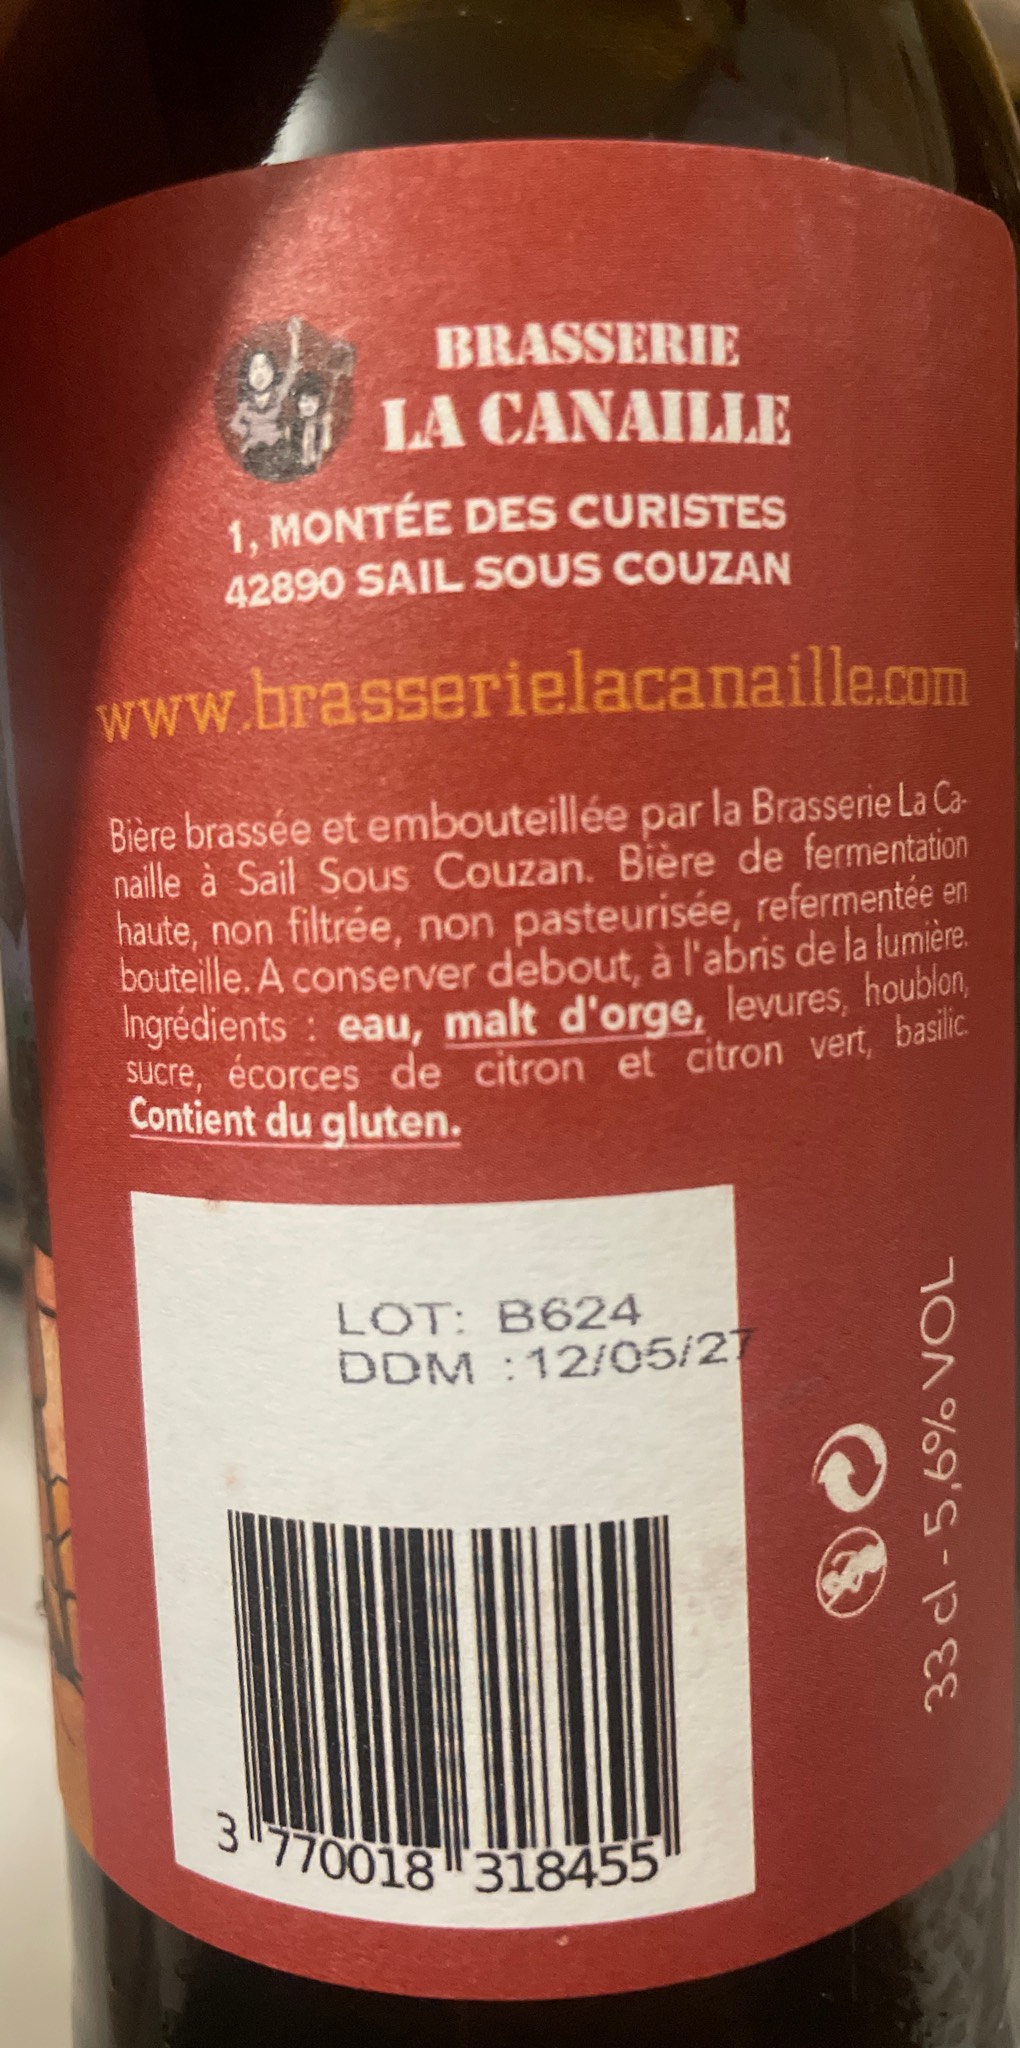 BRASSERIE
LA CANAILLE
1, MONTÉE DES CURISTES
42890 SAIL SOUS COUZAN
www.brasserielacanaille.com
Bière brassée et embouteillée par la Brasserie La Ca-
naille à Sail Sous Couzan. Bière de fermentation
haute, non filtrée, non pasteurisée, refermentée en
bouteille. A conserver debout, à l'abris de la lumière.
Ingrédients : eau, malt d'orge, levures, houblon,
sucre, écorces de citron et citron vert, basilic.
Contient du gluten.
LOT: B624
DDM :12/05/27
33 cl - 5,6% VOL
3 770018 318455